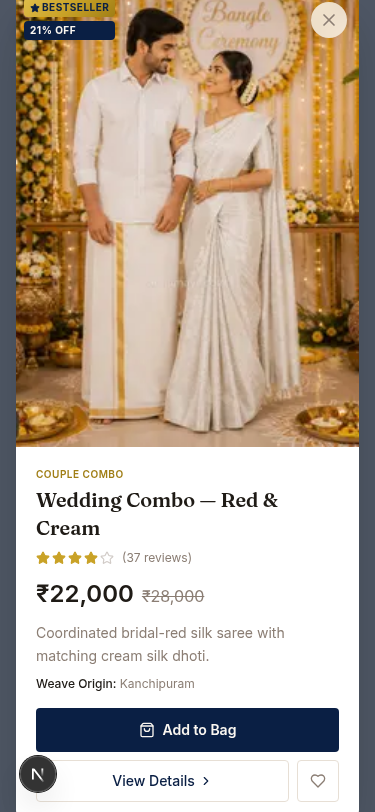 BESTSELLER
21% OFF
Bangle
Ceremony
COUPLE COMBO
Wedding Combo — Red &
Cream
(37 reviews)
₹22,000 ₹28,000
Coordinated bridal-red silk saree with
matching cream silk dhoti.
Weave Origin: Kanchipuram
Add to Bag
N
View Details